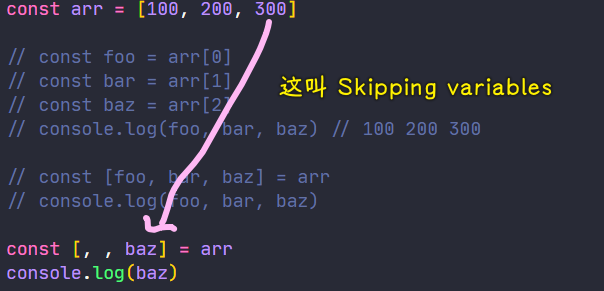 const arr = [100, 200, 300]
// const foo = arr[0]
// const bar = arr[1]
// const baz = arr[2]
这叫 Skipping variables
// console.log(foo, bar, baz) // 100 200 300
// const [foo, bar, baz] = arr
// console.log(foo, bar, baz)
const [, , baz] = arr
console.log(baz)